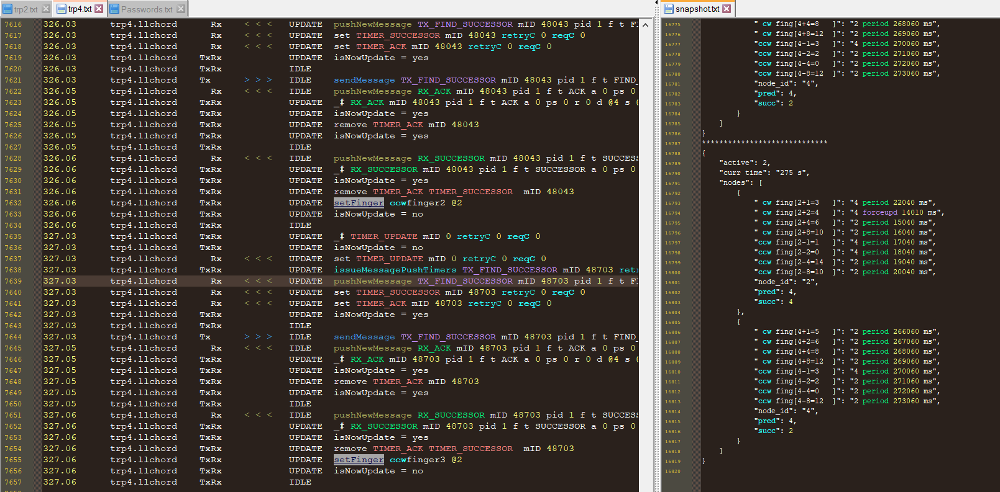 trp2.txt trp4.txt Passwords.txt
7616 326.03 trp4.llchord Rx < < < UPDATE pushNewMessage TX_FIND_SUCCESSOR mID 48043 pid 1 f t FI
7617 326.03 trp4.llchord Rx < < < UPDATE set TIMER_SUCCESSOR mID 48043 retryC 0 reqC 0
7618 326.03 trp4.llchord Rx < < < UPDATE set TIMER_ACK mID 48043 retryC 0 reqC 0
7619 326.03 trp4.llchord TxRx UPDATE isNowUpdate = yes
7620 326.03 trp4.llchord TxRx IDLE
7621 326.03 trp4.llchord Tx > > > IDLE sendMessage TX_FIND_SUCCESSOR mID 48043 pid 1 f t FIND_
7622 326.05 trp4.llchord Rx < < < IDLE pushNewMessage RX_ACK mID 48043 pid 1 f t ACK a 0 ps 0
7623 326.05 trp4.llchord TxRx UPDATE _# RX_ACK mID 48043 pid 1 f t ACK a 0 ps 0 r 0 d @4 s
7624 326.05 trp4.llchord TxRx UPDATE isNowUpdate = yes
7625 326.05 trp4.llchord TxRx UPDATE remove TIMER_ACK mID 48043
7626 326.05 trp4.llchord TxRx UPDATE isNowUpdate = yes
7627 326.05 trp4.llchord TxRx IDLE
7628 326.06 trp4.llchord Rx < < < IDLE pushNewMessage RX_SUCCESSOR mID 48043 pid 1 f t SUCCESS
7629 326.06 trp4.llchord TxRx UPDATE _# RX_SUCCESSOR mID 48043 pid 1 f t SUCCESSOR a 0 ps 0
7630 326.06 trp4.llchord TxRx UPDATE isNowUpdate = yes
7631 326.06 trp4.llchord TxRx UPDATE remove TIMER_ACK TIMER_SUCCESSOR mID 48043
7632 326.06 trp4.llchord TxRx UPDATE setFinger ccwfinger2 @2
7633 326.06 trp4.llchord TxRx UPDATE isNowUpdate = no
7634 326.06 trp4.llchord TxRx IDLE
7635 327.03 trp4.llchord TxRx UPDATE _# TIMER_UPDATE mID 0 retryC 0 reqC 0
7636 327.03 trp4.llchord TxRx UPDATE isNowUpdate = no
7637 327.03 trp4.llchord Rx < < < UPDATE set TIMER_UPDATE mID 0 retryC 0 reqC 0
7638 327.03 trp4.llchord TxRx UPDATE issueMessagePushTimers TX_FIND_SUCCESSOR mID 48703 retr
7639 327.03 trp4.llchord Rx < < < UPDATE pushNewMessage TX_FIND_SUCCESSOR mID 48703 pid 1 f t FI
7640 327.03 trp4.llchord Rx < < < UPDATE set TIMER_SUCCESSOR mID 48703 retryC 0 reqC 0
7641 327.03 trp4.llchord Rx < < < UPDATE set TIMER_ACK mID 48703 retryC 0 reqC 0
7642 327.03 trp4.llchord TxRx UPDATE isNowUpdate = yes
7643 327.03 trp4.llchord TxRx IDLE
7644 327.03 trp4.llchord Tx > > > IDLE sendMessage TX_FIND_SUCCESSOR mID 48703 pid 1 f t FIND_
7645 327.05 trp4.llchord Rx < < < IDLE pushNewMessage RX_ACK mID 48703 pid 1 f t ACK a 0 ps 0
7646 327.05 trp4.llchord TxRx UPDATE _# RX_ACK mID 48703 pid 1 f t ACK a 0 ps 0 r 0 d @4 s
7647 327.05 trp4.llchord TxRx UPDATE isNowUpdate = yes
7648 327.05 trp4.llchord TxRx UPDATE remove TIMER_ACK mID 48703
7649 327.05 trp4.llchord TxRx UPDATE isNowUpdate = yes
7650 327.05 trp4.llchord TxRx IDLE
7651 327.06 trp4.llchord Rx < < < IDLE pushNewMessage RX_SUCCESSOR mID 48703 pid 1 f t SUCCESS
7652 327.06 trp4.llchord TxRx UPDATE _# RX_SUCCESSOR mID 48703 pid 1 f t SUCCESSOR a 0 ps 0
7653 327.06 trp4.llchord TxRx UPDATE isNowUpdate = yes
7654 327.06 trp4.llchord TxRx UPDATE remove TIMER_ACK TIMER_SUCCESSOR mID 48703
7655 327.06 trp4.llchord TxRx UPDATE setFinger ccwfinger3 @2
7656 327.06 trp4.llchord TxRx UPDATE isNowUpdate = no
7657 327.06 trp4.llchord TxRx IDLE
snapshot.txt
16775 " cw fing[4+4=8 ]": "2 period 268060 ms",
16776 " cw fing[4+8=12 ]": "2 period 269060 ms",
16777 "ccw fing[4-1=3 ]": "4 period 270060 ms",
16778 "ccw fing[4-2=2 ]": "2 period 271060 ms",
16779 "ccw fing[4-4=0 ]": "2 period 272060 ms",
16780 "ccw fing[4-8=12 ]": "2 period 273060 ms",
16781 "node_id": "4",
16782 "pred": 4,
16783 "succ": 2
16784 }
16785 ]
16786 }
16787 *****************************
16788 {
16789 "active": 2,
16790 "curr time": "275 s",
16791 "nodes": [
16792 {
16793 " cw fing[2+1=3 ]": "4 period 22040 ms",
16794 " cw fing[2+2=4 ]": "4 forceupd 14010 ms",
16795 " cw fing[2+4=6 ]": "2 period 15040 ms",
16796 " cw fing[2+8=10 ]": "2 period 16040 ms",
16797 "ccw fing[2-1=1 ]": "4 period 17040 ms",
16798 "ccw fing[2-2=0 ]": "4 period 18040 ms",
16799 "ccw fing[2-4=14 ]": "2 period 19040 ms",
16800 "ccw fing[2-8=10 ]": "2 period 20040 ms",
16801 "node_id": "2",
16802 "pred": 4,
16803 "succ": 4
16804 },
16805 {
16806 " cw fing[4+1=5 ]": "2 period 266060 ms",
16807 " cw fing[4+2=6 ]": "2 period 267060 ms",
16808 " cw fing[4+4=8 ]": "2 period 268060 ms",
16809 " cw fing[4+8=12 ]": "2 period 269060 ms",
16810 "ccw fing[4-1=3 ]": "4 period 270060 ms",
16811 "ccw fing[4-2=2 ]": "2 period 271060 ms",
16812 "ccw fing[4-4=0 ]": "2 period 272060 ms",
16813 "ccw fing[4-8=12 ]": "2 period 273060 ms",
16814 "node_id": "4",
16815 "pred": 4,
16816 "succ": 2
16817 }
16818 ]
16819 }
16820